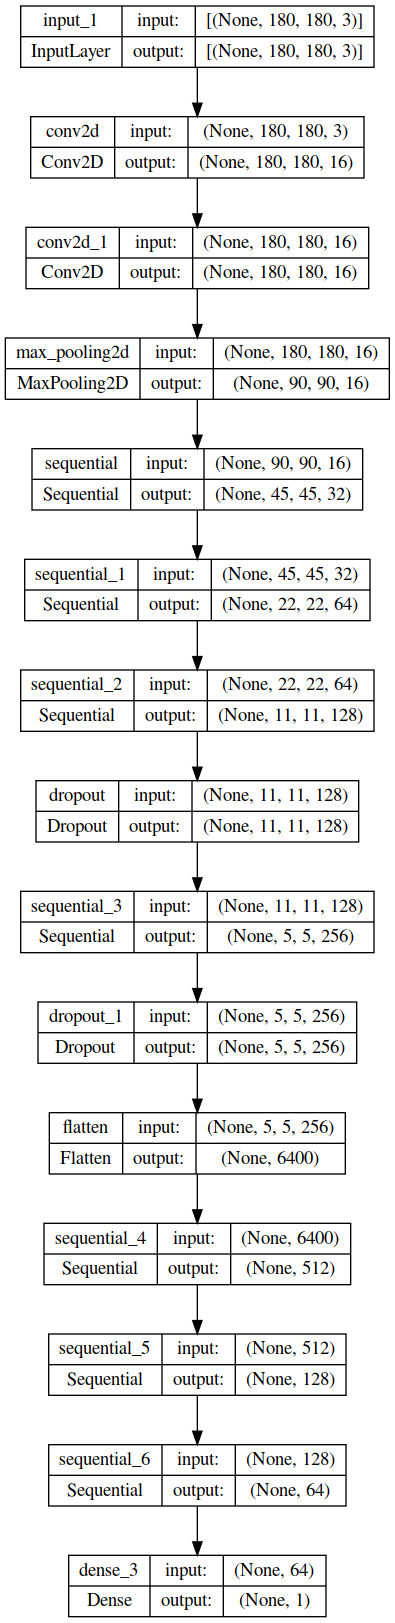 input_1 input: [(None, 180, 180, 3)]
InputLayer output: [(None, 180, 180, 3)]
conv2d input: (None, 180, 180, 3)
Conv2D output: (None, 180, 180, 16)
conv2d_1 input: (None, 180, 180, 16)
Conv2D output: (None, 180, 180, 16)
max_pooling2d input: (None, 180, 180, 16)
MaxPooling2D output: (None, 90, 90, 16)
sequential input: (None, 90, 90, 16)
Sequential output: (None, 45, 45, 32)
sequential_1 input: (None, 45, 45, 32)
Sequential output: (None, 22, 22, 64)
sequential_2 input: (None, 22, 22, 64)
Sequential output: (None, 11, 11, 128)
dropout input: (None, 11, 11, 128)
Dropout output: (None, 11, 11, 128)
sequential_3 input: (None, 11, 11, 128)
Sequential output: (None, 5, 5, 256)
dropout_1 input: (None, 5, 5, 256)
Dropout output: (None, 5, 5, 256)
flatten input: (None, 5, 5, 256)
Flatten output: (None, 6400)
sequential_4 input: (None, 6400)
Sequential output: (None, 512)
sequential_5 input: (None, 512)
Sequential output: (None, 128)
sequential_6 input: (None, 128)
Sequential output: (None, 64)
dense_3 input: (None, 64)
Dense output: (None, 1)